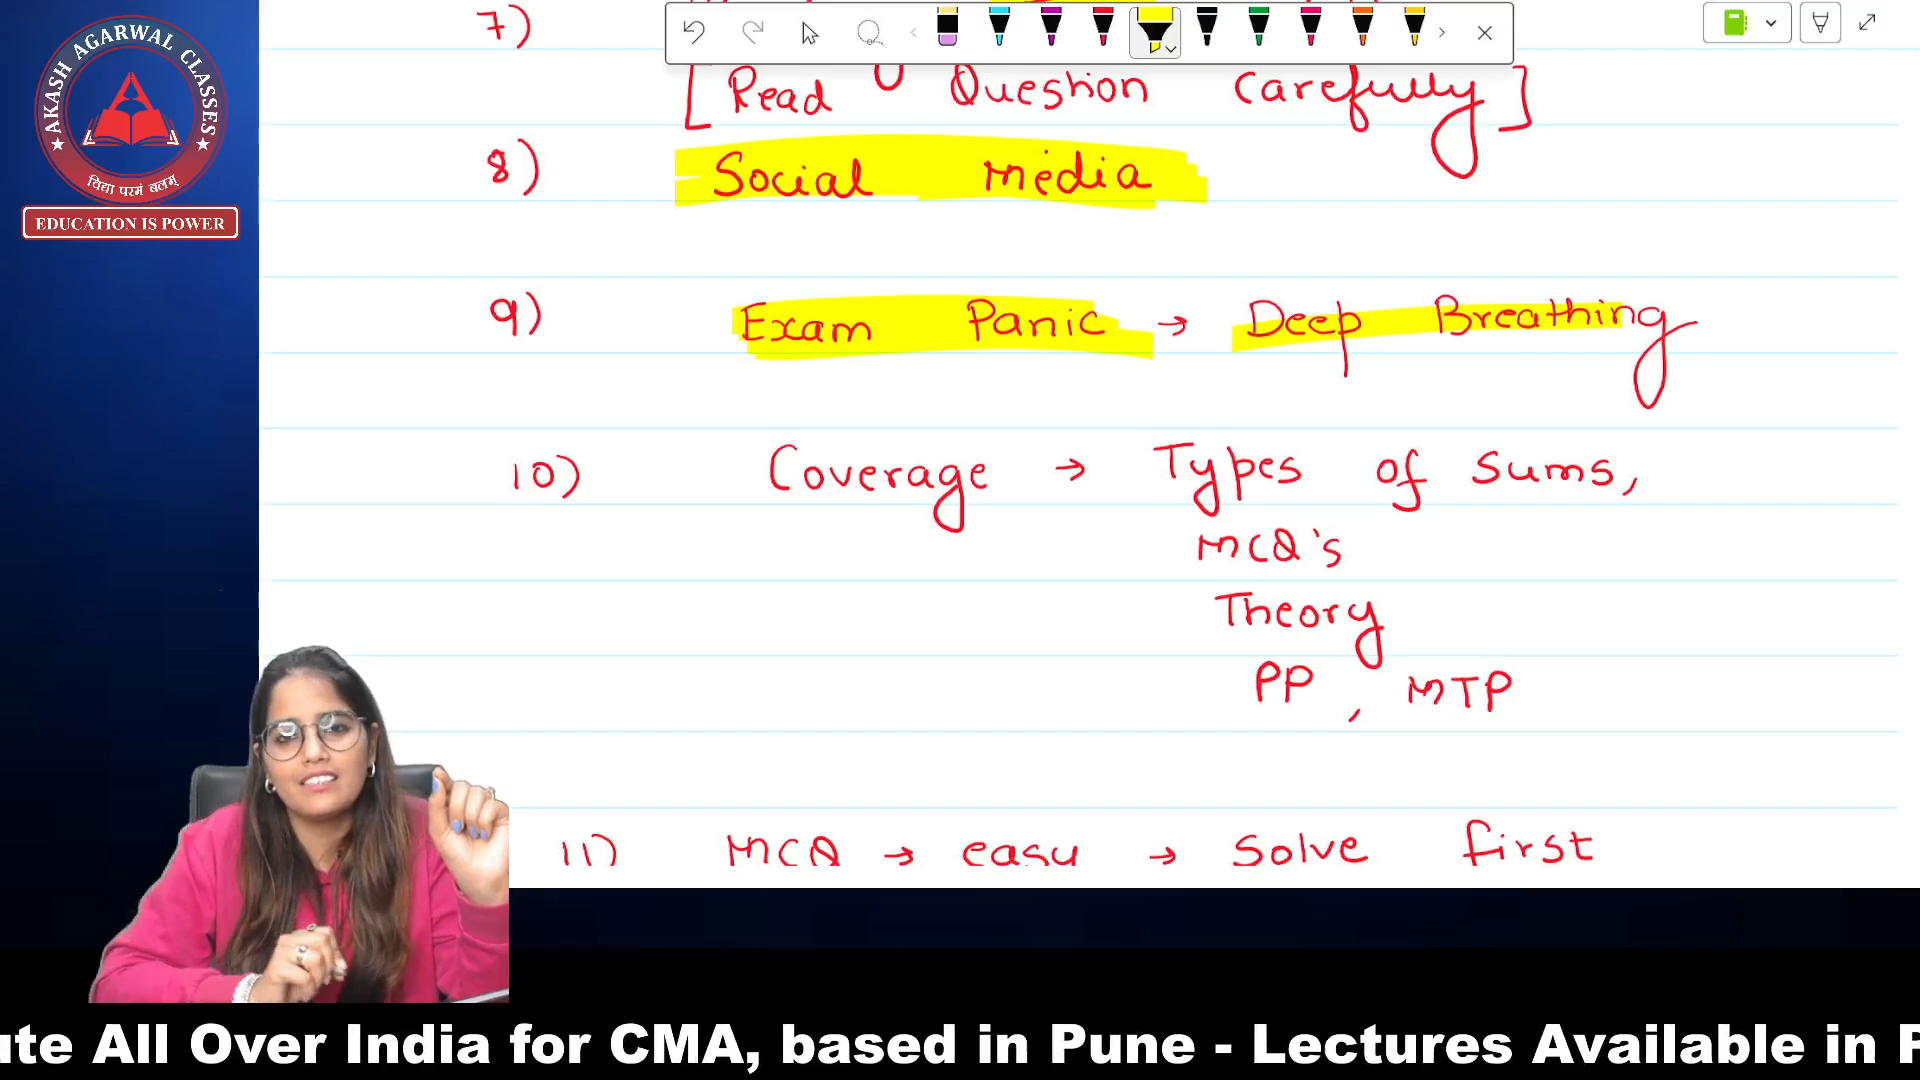 AKASH AGARWAL CLASSES
विद्या परमं बलम्
EDUCATION IS POWER
7)
[Read Question Carefully]
8) Social Media
9) Exam Panic → Deep Breathing
10) Coverage → Types of Sums,
MCQ's
Theory
PP, MTP
11) MCQ → easy → Solve first
ute All Over India for CMA, based in Pune - Lectures Available in